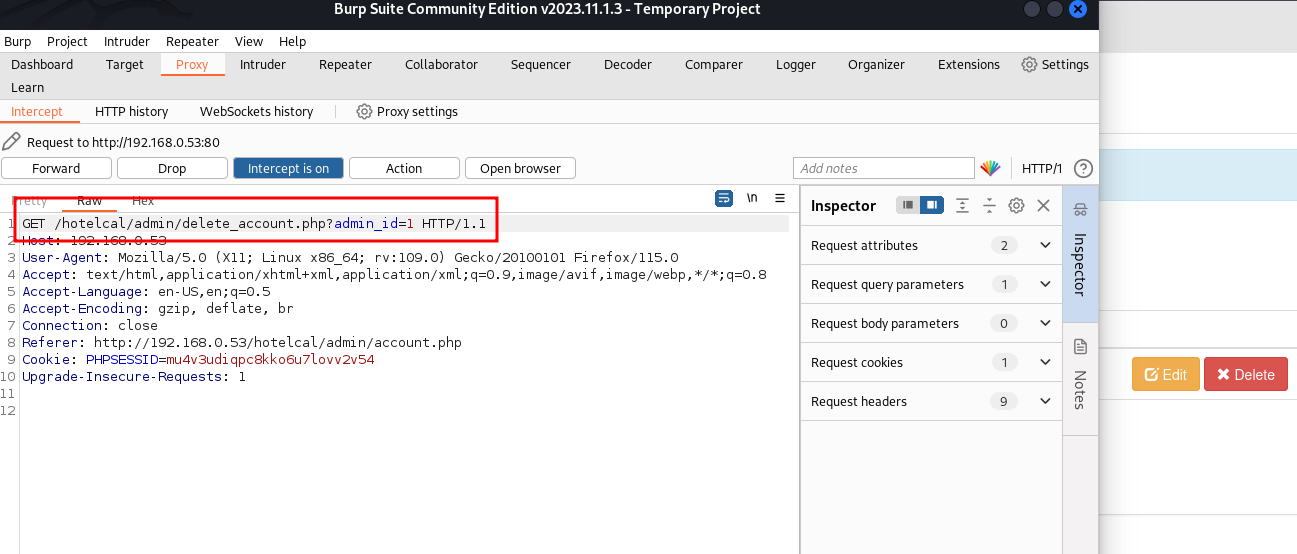 Burp Suite Community Edition v2023.11.1.3 - Temporary Project
Burp Project Intruder Repeater View Help
Dashboard Target Proxy Intruder Repeater Collaborator Sequencer Decoder Comparer Logger Organizer Extensions Settings
Learn
Intercept HTTP history WebSockets history Proxy settings
Request to http://192.168.0.53:80
Forward Drop Intercept is on Action Open browser Add notes HTTP/1 ?
Pretty Raw Hex \n
1 GET /hotelcal/admin/delete_account.php?admin_id=1 HTTP/1.1
2 Host: 192.168.0.53
3 User-Agent: Mozilla/5.0 (X11; Linux x86_64; rv:109.0) Gecko/20100101 Firefox/115.0
4 Accept: text/html,application/xhtml+xml,application/xml;q=0.9,image/avif,image/webp,*/*;q=0.8
5 Accept-Language: en-US,en;q=0.5
6 Accept-Encoding: gzip, deflate, br
7 Connection: close
8 Referer: http://192.168.0.53/hotelcal/admin/account.php
9 Cookie: PHPSESSID=mu4v3udiqpc8kko6u7lovv2v54
10 Upgrade-Insecure-Requests: 1
11
12
Inspector
Request attributes 2
Request query parameters 1
Request body parameters 0
Request cookies 1
Request headers 9
Inspector
Notes
Edit Delete